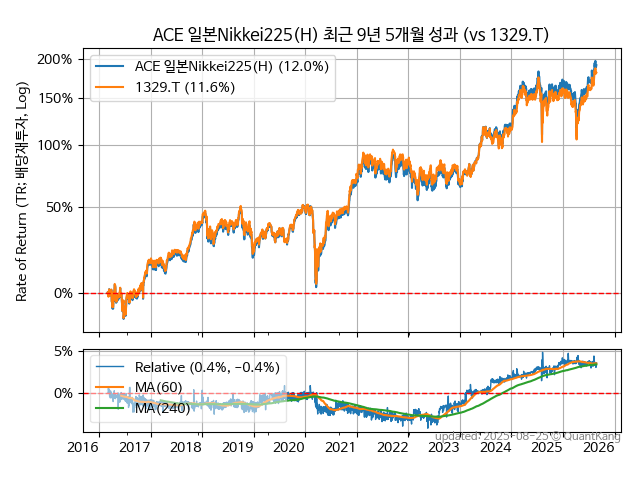 ACE 일본Nikkei225(H) 최근 9년 5개월 성과 (vs 1329.T)
Rate of Return (TR: 배당재투자, Log)
200%
150%
100%
50%
0%
ACE 일본Nikkei225(H) (12.0%)
1329.T (11.6%)
5%
0%
Relative (0.4%, -0.4%)
MA(60)
MA(240)
updated: 2025-08-25 © QuantKang
2016 2017 2018 2019 2020 2021 2022 2023 2024 2025 2026